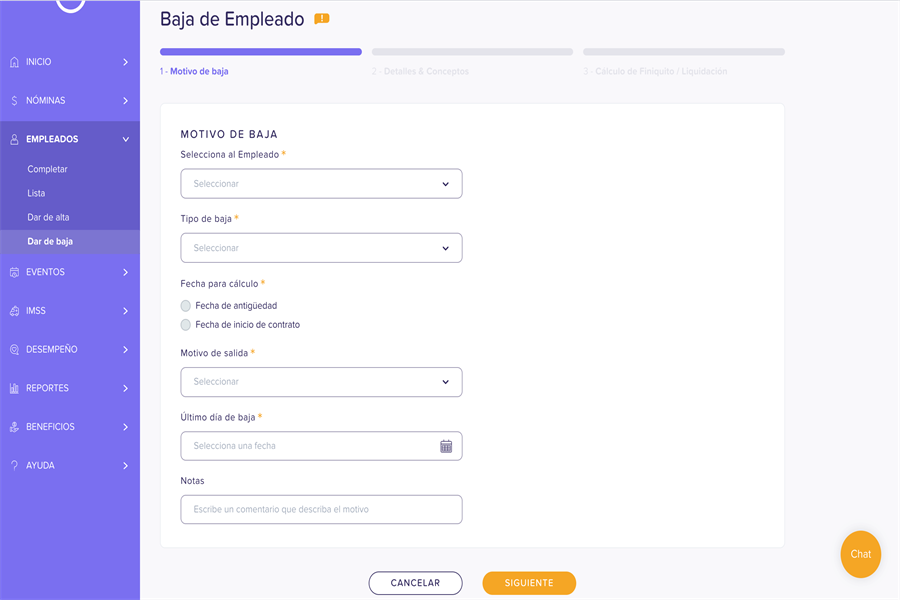 Baja de Empleado
1 - Motivo de baja
2 - Detalles & Conceptos
3 - Cálculo de Finiquito / Liquidación
INICIO
NÓMINAS
EMPLEADOS
Completar
Lista
Dar de alta
Dar de baja
EVENTOS
IMSS
DESEMPEÑO
REPORTES
BENEFICIOS
AYUDA
MOTIVO DE BAJA
Selecciona al Empleado *
Seleccionar
Tipo de baja *
Seleccionar
Fecha para cálculo *
Fecha de antigüedad
Fecha de inicio de contrato
Motivo de salida *
Seleccionar
Último día de baja *
Selecciona una fecha
Notas
Escribe un comentario que describa el motivo
CANCELAR
SIGUIENTE
Chat